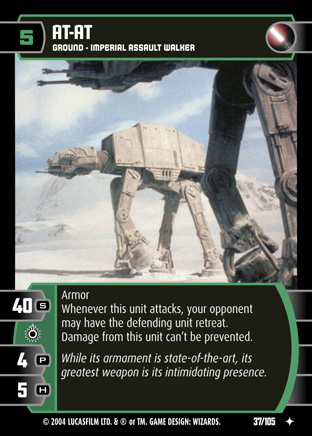 5
AT-AT
GROUND - IMPERIAL ASSAULT WALKER
40 S
Armor
Whenever this unit attacks, your opponent
may have the defending unit retreat.
Damage from this unit can't be prevented.
4 P
While its armament is state-of-the-art, its
greatest weapon is its intimidating presence.
5 H
© 2004 LUCASFILM LTD. & ® or TM. GAME DESIGN: WIZARDS.
37/105